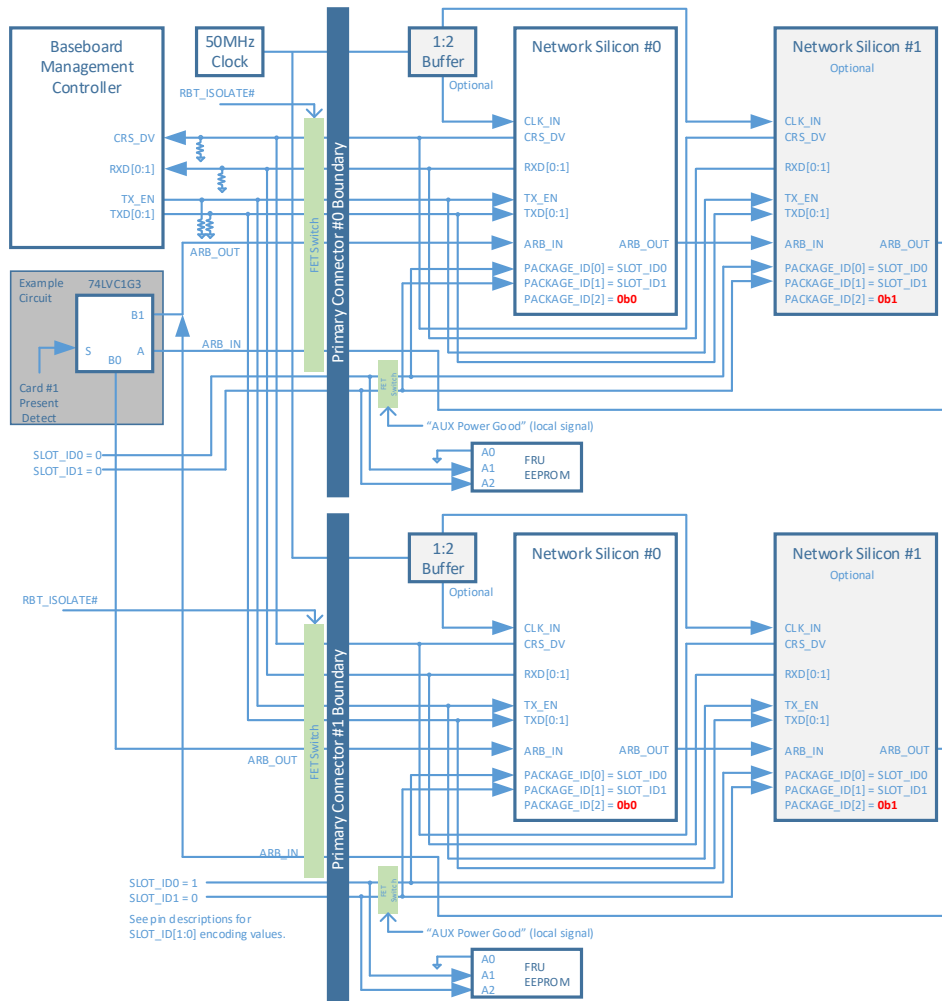 Baseboard
Management
Controller
CRS_DV
RXD[0:1]
TX_EN
TXD[0:1]
50MHz
Clock
RBT_ISOLATE#
FET Switch
Primary Connector #0 Boundary
1:2
Buffer
Optional
Network Silicon #0
CLK_IN
CRS_DV
RXD[0:1]
TX_EN
TXD[0:1]
ARB_IN
ARB_OUT
PACKAGE_ID[0] = SLOT_ID0
PACKAGE_ID[1] = SLOT_ID1
PACKAGE_ID[2] = 0b0
Network Silicon #1
Optional
CLK_IN
CRS_DV
RXD[0:1]
TX_EN
TXD[0:1]
ARB_IN
ARB_OUT
PACKAGE_ID[0] = SLOT_ID0
PACKAGE_ID[1] = SLOT_ID1
PACKAGE_ID[2] = 0b1
ARB_OUT
Example
Circuit
74LVC1G3
B1
S
A
B0
Card #1
Present
Detect
ARB_IN
FET
Switch
"AUX Power Good" (local signal)
SLOT_ID0 = 0
SLOT_ID1 = 0
A0
A1
A2
FRU
EEPROM
RBT_ISOLATE#
FET Switch
Primary Connector #1 Boundary
1:2
Buffer
Optional
Network Silicon #0
CLK_IN
CRS_DV
RXD[0:1]
TX_EN
TXD[0:1]
ARB_IN
ARB_OUT
PACKAGE_ID[0] = SLOT_ID0
PACKAGE_ID[1] = SLOT_ID1
PACKAGE_ID[2] = 0b0
Network Silicon #1
Optional
CLK_IN
CRS_DV
RXD[0:1]
TX_EN
TXD[0:1]
ARB_IN
ARB_OUT
PACKAGE_ID[0] = SLOT_ID0
PACKAGE_ID[1] = SLOT_ID1
PACKAGE_ID[2] = 0b1
ARB_OUT
ARB_IN
FET
Switch
SLOT_ID0 = 1
SLOT_ID1 = 0
See pin descriptions for
SLOT_ID[1:0] encoding values.
"AUX Power Good" (local signal)
A0
A1
A2
FRU
EEPROM